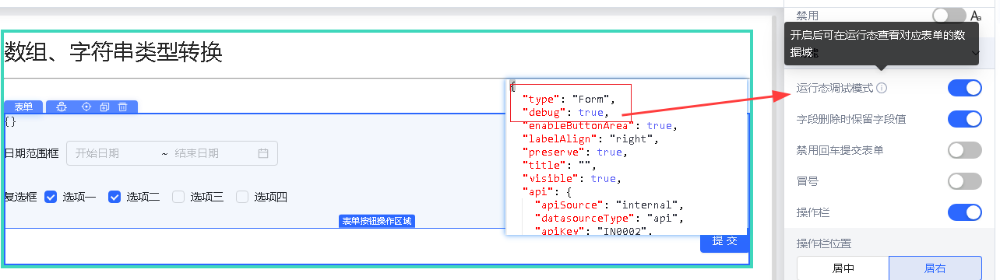 禁用
Aa
开启后可在运行态查看对应表单的数
据域
数组、字符串类型转换
表单
{}
日期范围框 开始日期 ~ 结束日期
复选框 选项一 选项二 选项三 选项四
表单按钮操作区域
提交
{
"type": "Form",
"debug": true,
"enableButtonArea": true,
"labelAlign": "right",
"preserve": true,
"title": "",
"visible": true,
"api": {
"apiSource": "internal",
"datasourceType": "api",
"apiKey": "IN0002",
运行态调试模式
字段删除时保留字段值
禁用回车提交表单
冒号
操作栏
操作栏位置
居中 居右